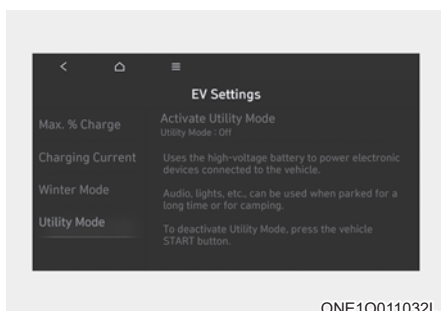 EV Settings
Max. % Charge
Charging Current
Winter Mode
Utility Mode
Activate Utility Mode
Utility Mode : Off
Uses the high-voltage battery to power electronic
devices connected to the vehicle.
Audio, lights, etc., can be used when parked for a
long time or for camping.
To deactivate Utility Mode, press the vehicle
START button.